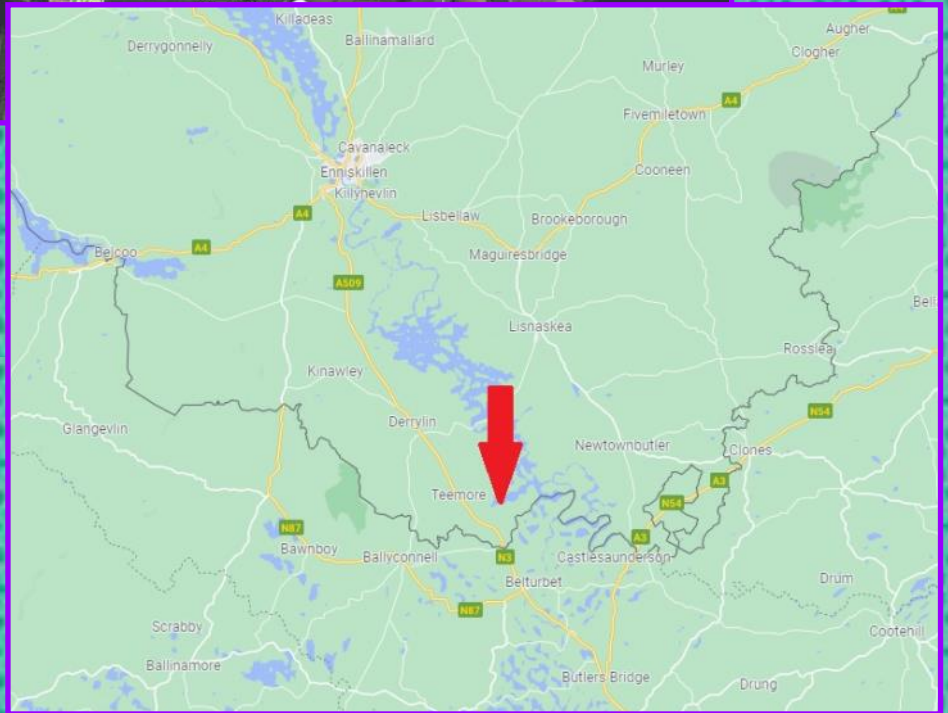 Killadeas
A4
Augher
Derrygonnelly
Ballinamallard
Clogher
Murley
A4
Fivemiletown
Cavanaleck
Enniskillen
Cooneen
Killyhevlin
A4
Lisbellaw
Brookeborough
Belcoo
A4
Maguiresbridge
A509
Lisnaskea
Rosslea
Kinawley
N54
Derrylin
Glangevlin
Newtownbutler
Clones
A3
Teemore
N54
N87
A3
Bawnboy
Ballyconnell
N3
Castlesaunderson
Belturbet
Drum
N87
Scrabby
Cootehill
Ballinamore
Butlers Bridge
Drung